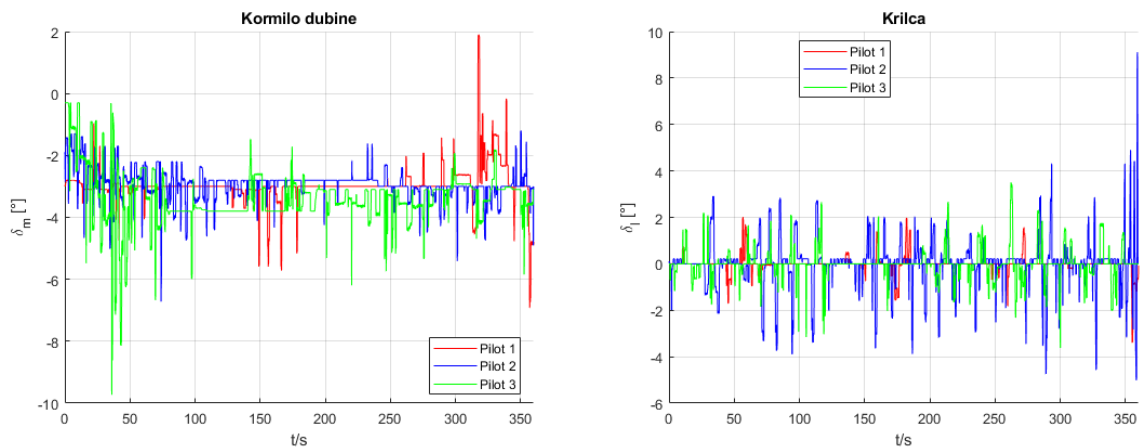 Kormilo dubine
2
0
-2
-4
-6
-8
-10
δm [°]
0 50 100 150 200 250 300 350
t/s
Pilot 1
Pilot 2
Pilot 3
Krilca
10
8
6
4
2
0
-2
-4
-6
δl [°]
0 50 100 150 200 250 300 350
t/s
Pilot 1
Pilot 2
Pilot 3